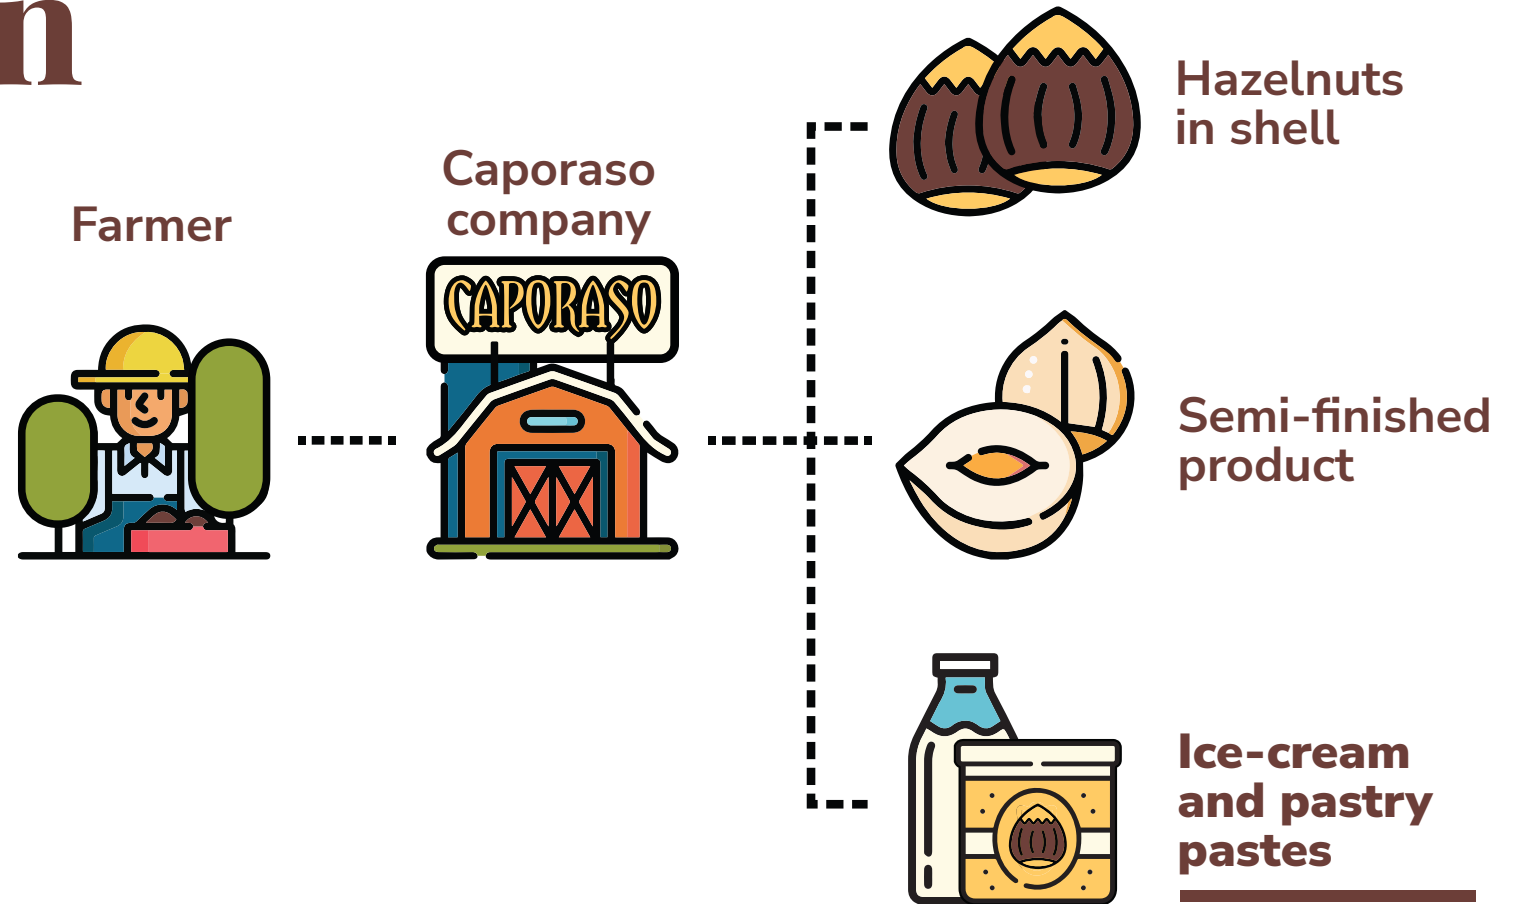 n
Farmer
Caporaso
company
CAPORASO
Hazelnuts
in shell
Semi-finished
product
Ice-cream
and pastry
pastes